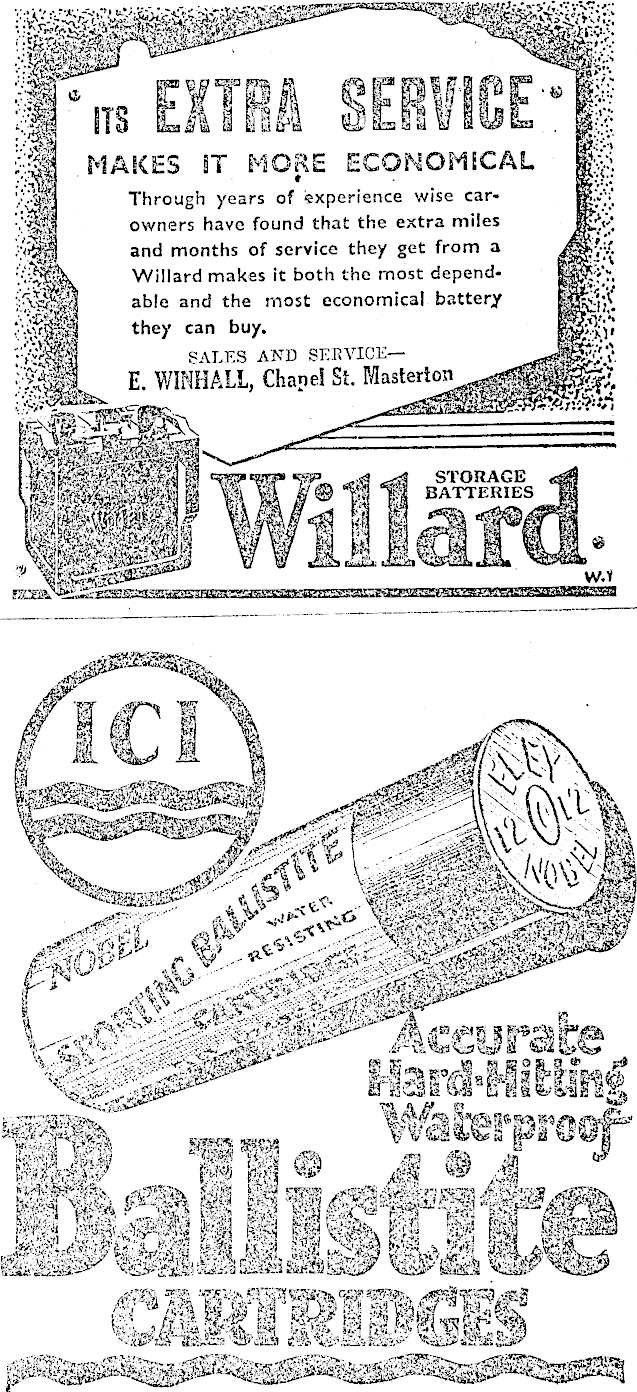 ITS EXTRA SERVICE
MAKES IT MORE ECONOMICAL
Through years of experience wise car-
owners have found that the extra miles
and months of service they get from a
Willard makes it both the most depend-
able and the most economical battery
they can buy.
SALES AND SERVICE—
E. WINHALL, Chapel St. Masterton
Willard
STORAGE
BATTERIES
Willard.
W.1
ICI
ELEY
12 12
NOBEL
NOBEL
SPORTING BALLISTITE
WATER
RESISTING
CARTRIDGE
Accurate
Hard-Hitting
Waterproof
Ballistite
CARTRIDGES